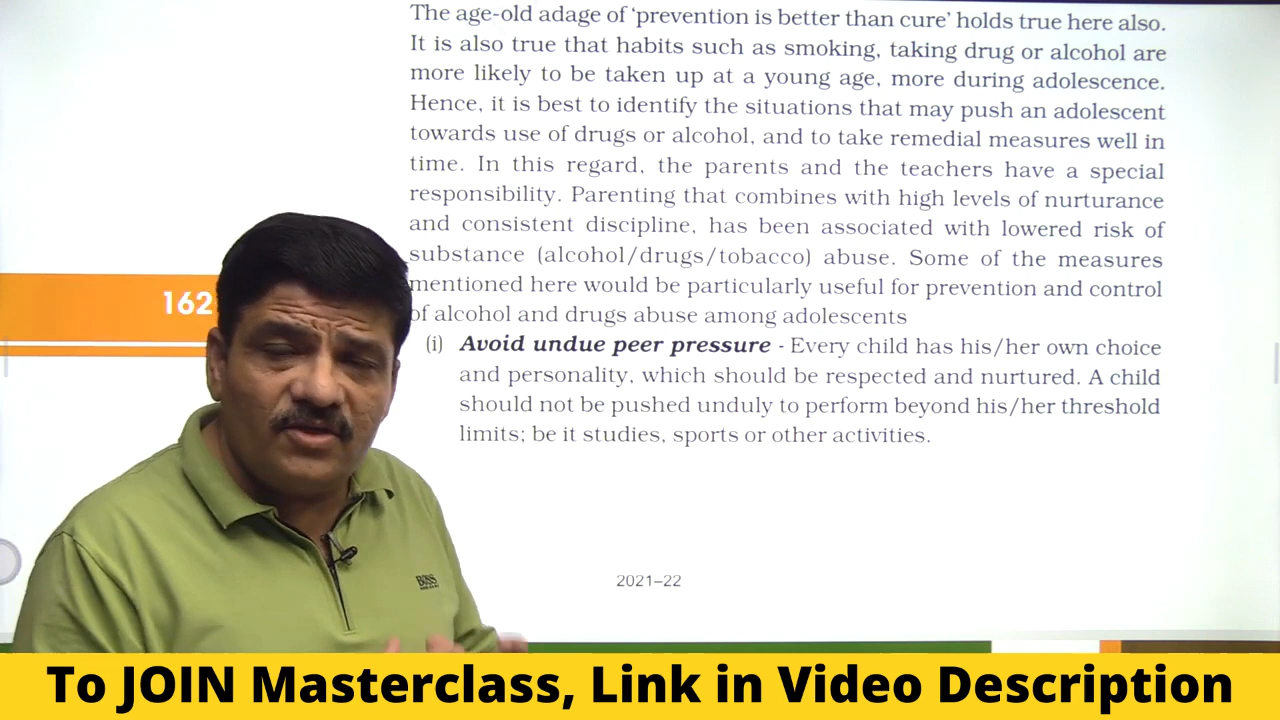 The age-old adage of ‘prevention is better than cure’ holds true here also.
It is also true that habits such as smoking, taking drug or alcohol are
more likely to be taken up at a young age, more during adolescence.
Hence, it is best to identify the situations that may push an adolescent
towards use of drugs or alcohol, and to take remedial measures well in
time. In this regard, the parents and the teachers have a special
responsibility. Parenting that combines with high levels of nurturance
and consistent discipline, has been associated with lowered risk of
substance (alcohol/drugs/tobacco) abuse. Some of the measures
mentioned here would be particularly useful for prevention and control
of alcohol and drugs abuse among adolescents
162
(i) Avoid undue peer pressure - Every child has his/her own choice
and personality, which should be respected and nurtured. A child
should not be pushed unduly to perform beyond his/her threshold
limits; be it studies, sports or other activities.
BOSS
2021–22
To JOIN Masterclass, Link in Video Description